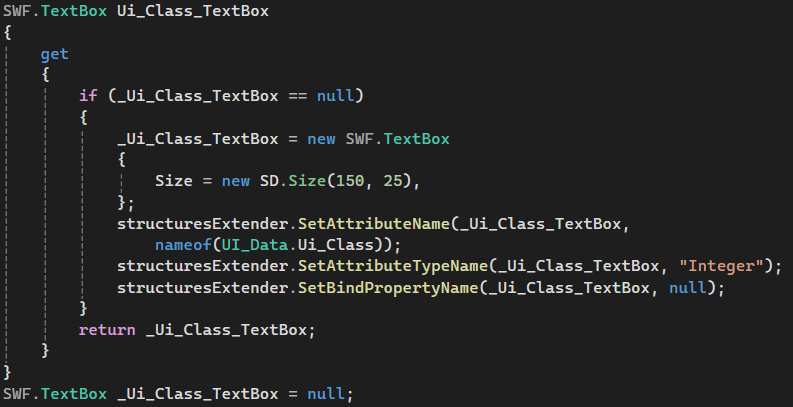 SWF.TextBox Ui_Class_TextBox
{
    get
    {
        if (_Ui_Class_TextBox == null)
        {
            _Ui_Class_TextBox = new SWF.TextBox
            {
                Size = new SD.Size(150, 25),
            };
            structuresExtender.SetAttributeName(_Ui_Class_TextBox,
                nameof(UI_Data.Ui_Class));
            structuresExtender.SetAttributeTypeName(_Ui_Class_TextBox, "Integer");
            structuresExtender.SetBindPropertyName(_Ui_Class_TextBox, null);
        }
        return _Ui_Class_TextBox;
    }
}
SWF.TextBox _Ui_Class_TextBox = null;